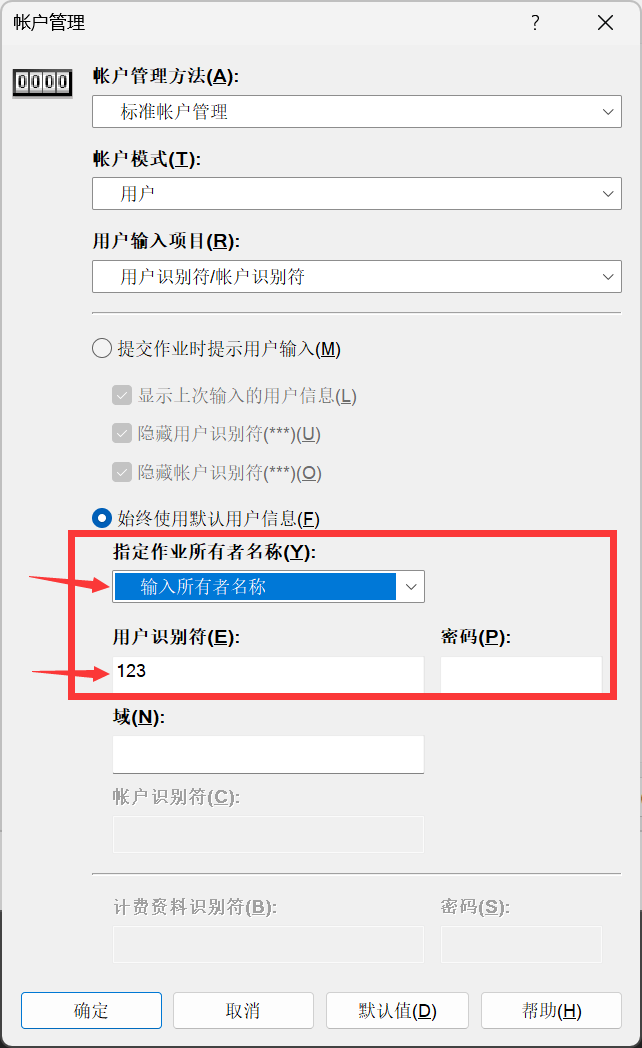 帐户管理
0000
帐户管理方法(A):
标准帐户管理
帐户模式(T):
用户
用户输入项目(R):
用户识别符/帐户识别符
提交作业时提示用户输入(M)
显示上次输入的用户信息(L)
隐藏用户识别符(***)(U)
隐藏帐户识别符(***)(O)
始终使用默认用户信息(F)
指定作业所有者名称(Y):
输入所有者名称
用户识别符(E): 密码(P):
123
域(N):
帐户识别符(C):
计费资料识别符(B): 密码(S):
确定 取消 默认值(D) 帮助(H)